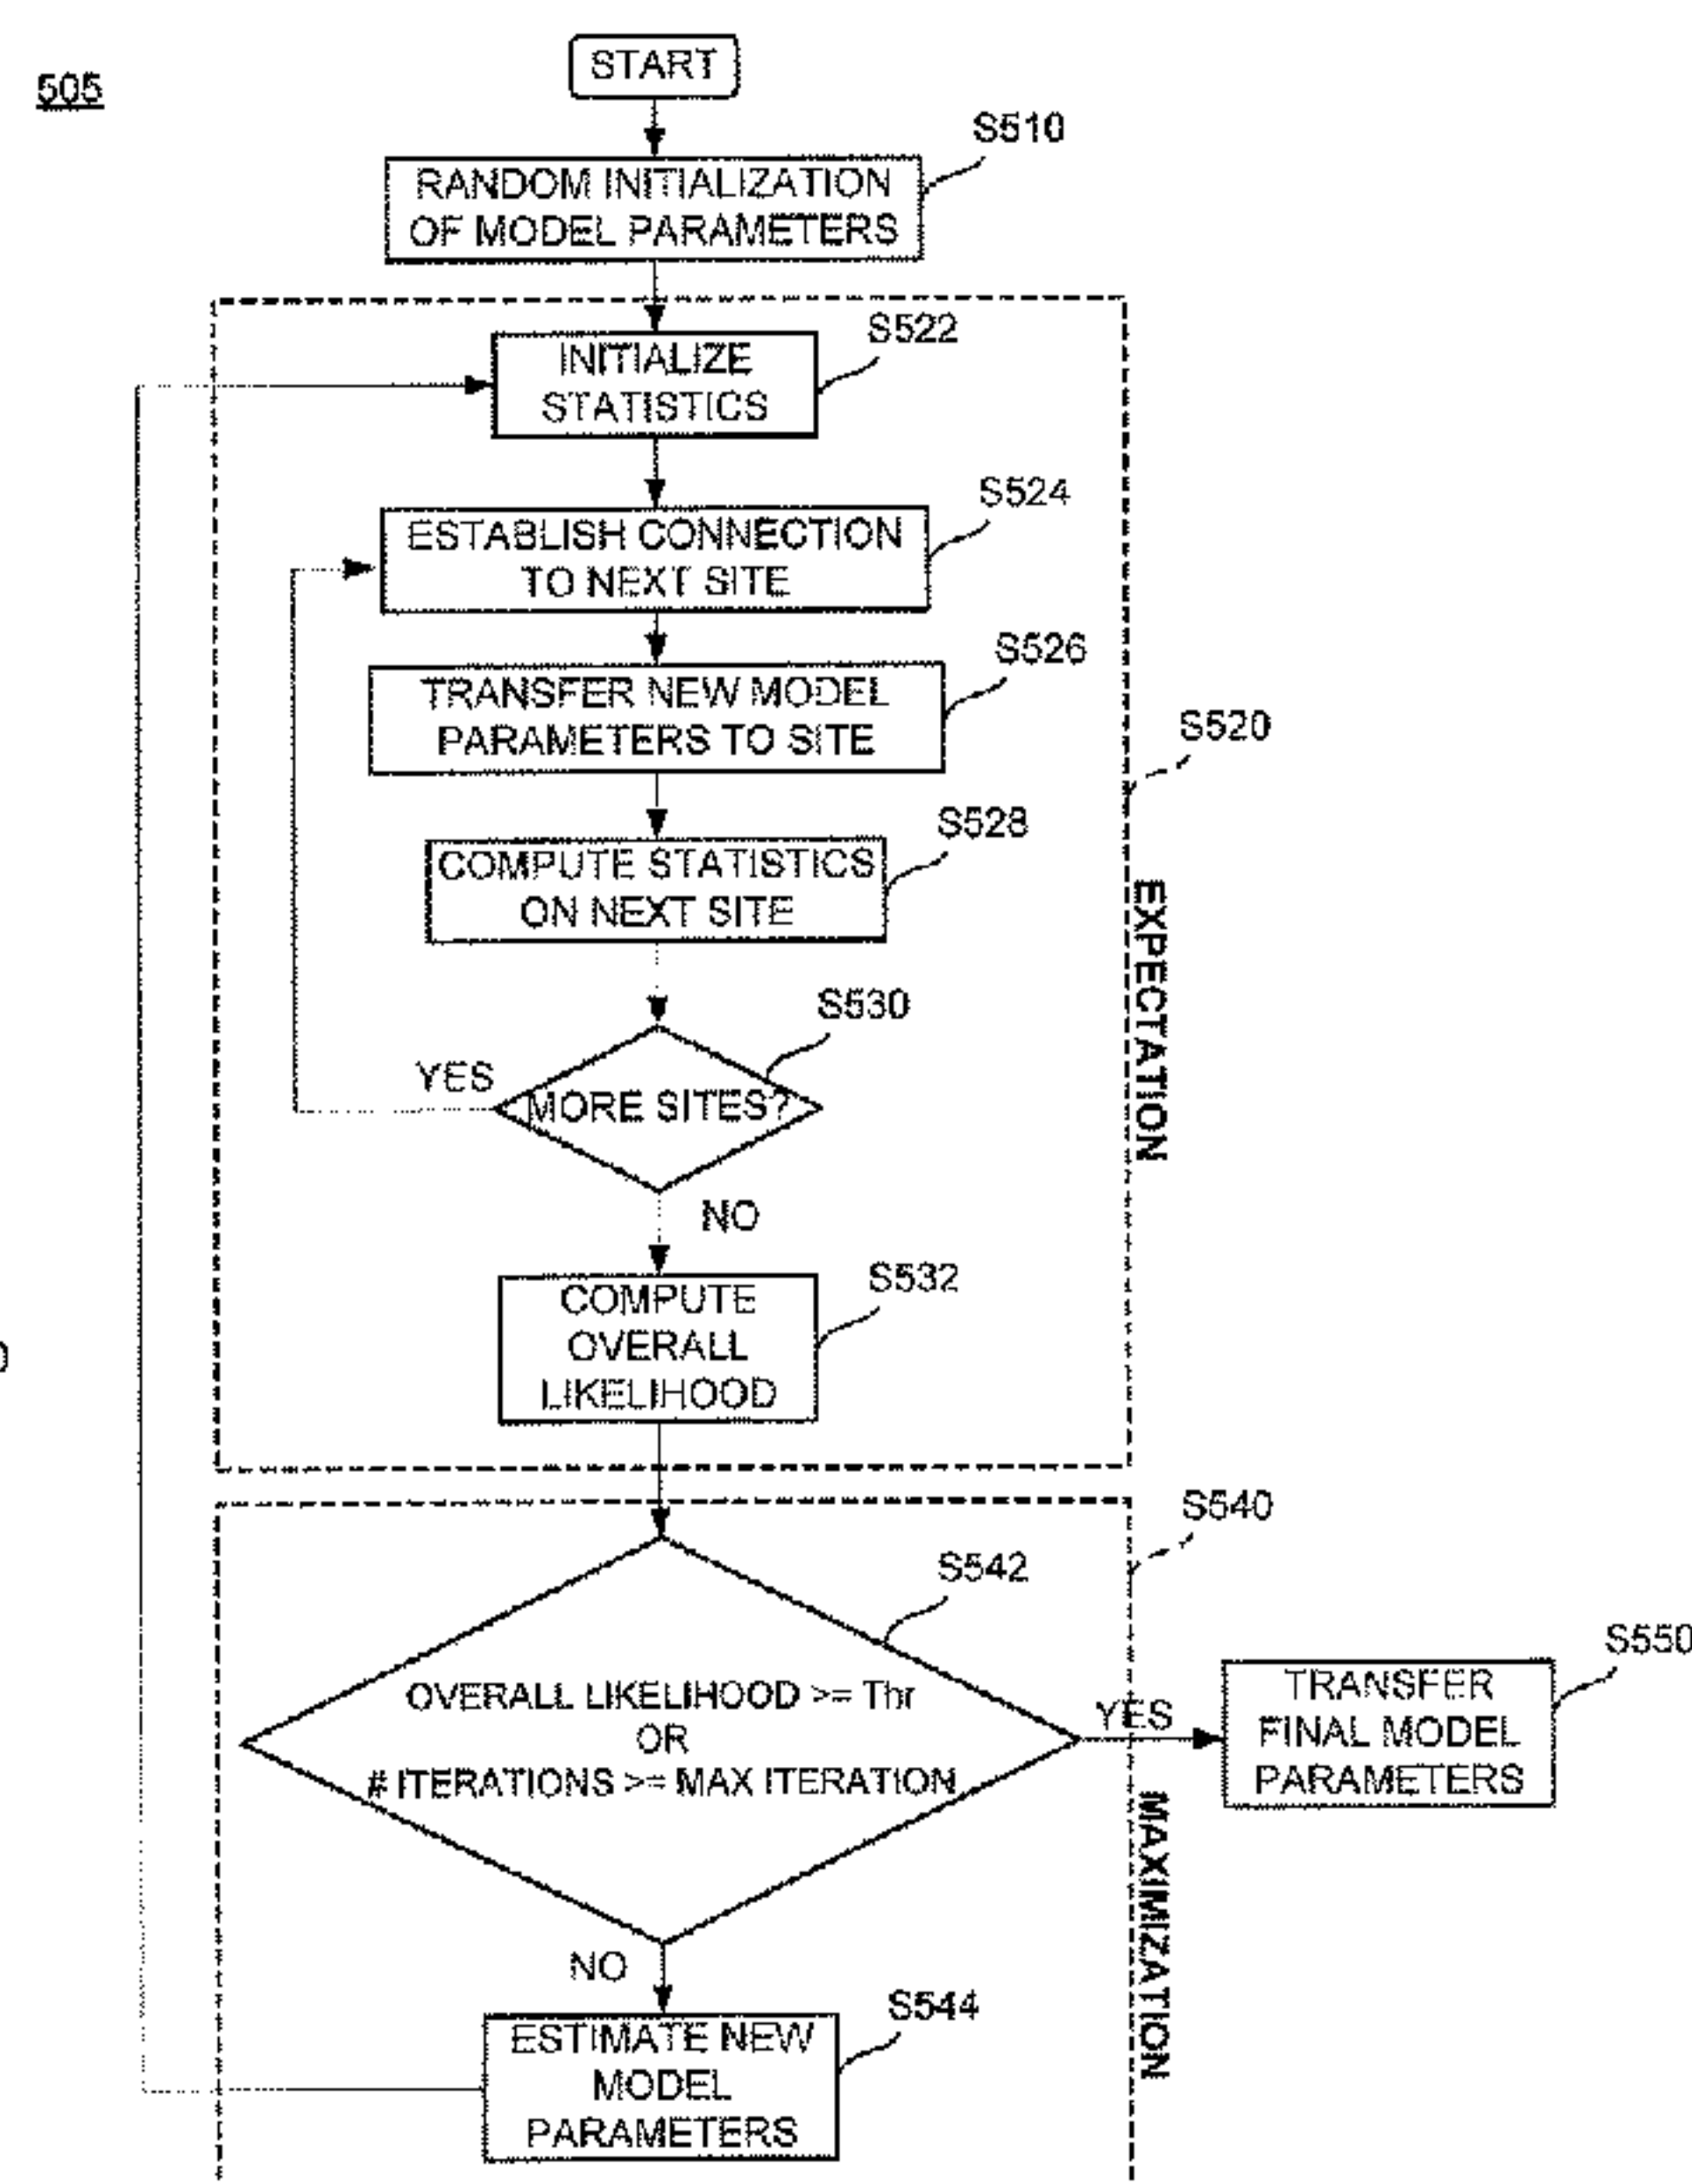 505
START
S510
RANDOM INITIALIZATION
OF MODEL PARAMETERS
S522
INITIALIZE
STATISTICS
S524
ESTABLISH CONNECTION
TO NEXT SITE
S526
TRANSFER NEW MODEL
PARAMETERS TO SITE
S520
S528
COMPUTE STATISTICS
ON NEXT SITE
EXPECTATION
S530
YES
MORE SITES?
NO
S532
COMPUTE
OVERALL
LIKELIHOOD
S540
S542
S550
OVERALL LIKELIHOOD >= Thr
OR
# ITERATIONS >= MAX ITERATION
YES
TRANSFER
FINAL MODEL
PARAMETERS
MAXIMIZATION
NO
S544
ESTIMATE NEW
MODEL
PARAMETERS